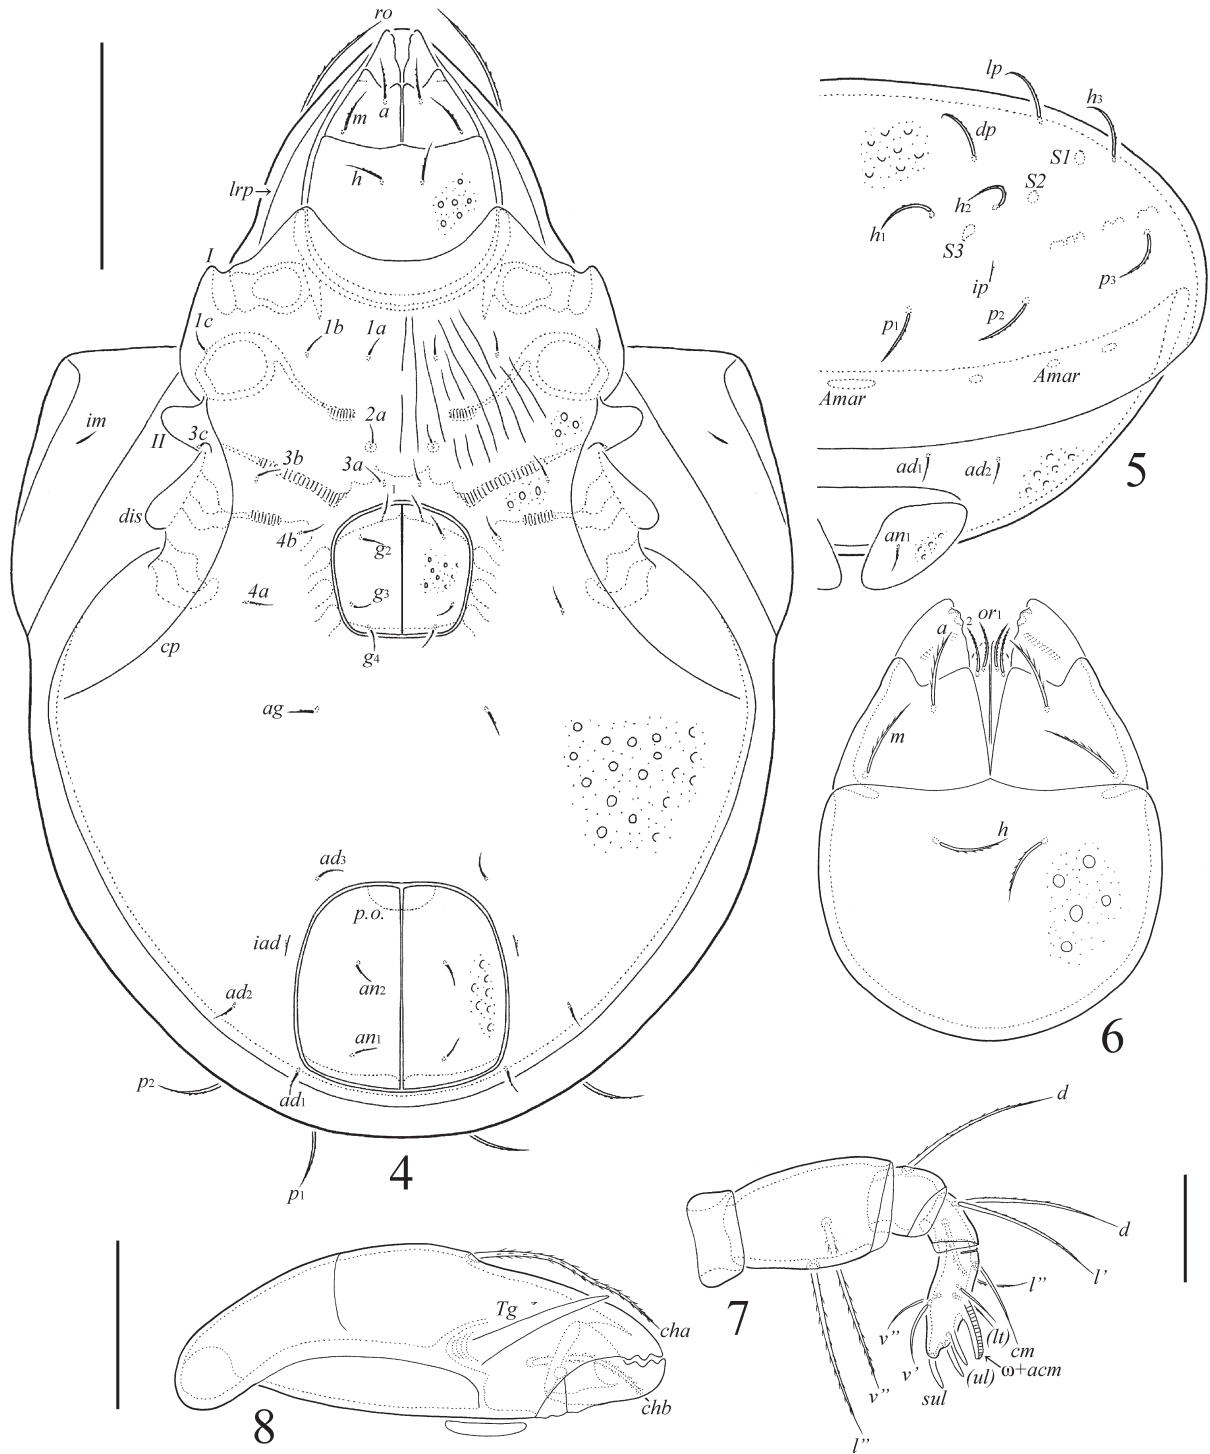 ro
a
m
h
lrp→
I
1c
1b
1a
im
II
2a
3c
3b
3a
1
dis
4b
g2
g3
4a
cp
g4
ag
ad3
p.o.
iad
an2
ad2
an1
p2
ad1
p1
4
lp
h3
dp
S1
S2
h2
h1
S3
ip
p3
p1
p2
Amar
Amar
ad1
ad2
5
an1
a
2
or1
m
h
6
d
d
l'
l''
7
v''
(lt)
cm
v'
ω+acm
(ul)
sul
v''
l''
Tg
cha
chb
8